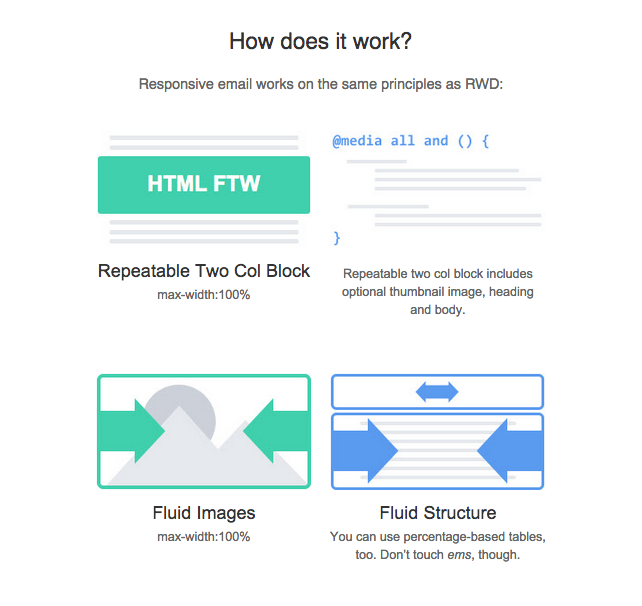 How does it work?
Responsive email works on the same principles as RWD:
HTML FTW
Repeatable Two Col Block
max-width:100%
@media all and () {
}
Repeatable two col block includes
optional thumbnail image, heading
and body.
Fluid Images
max-width:100%
Fluid Structure
You can use percentage-based tables,
too. Don’t touch ems, though.